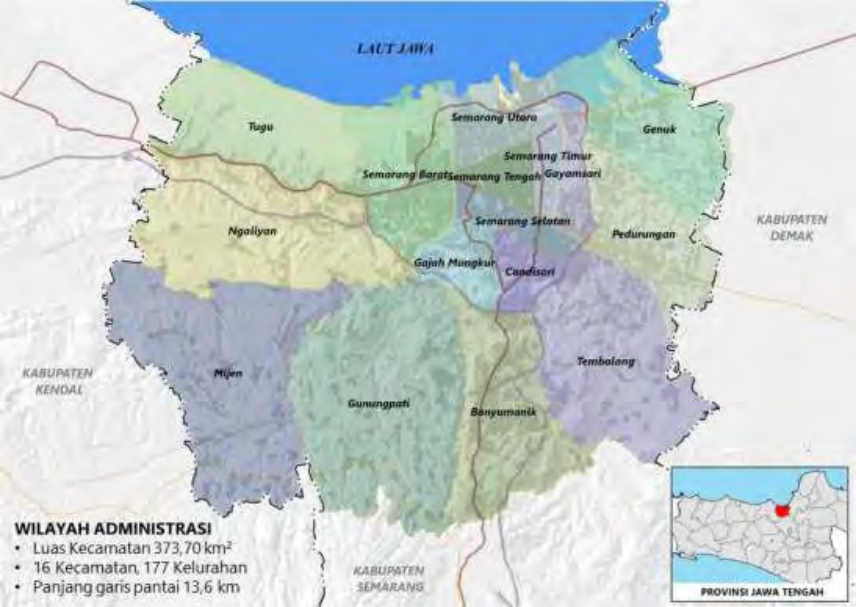 LAUT JAWA
Tugu
Semarang Utara
Genuk
Semarang Timur
Semarang Barat
Semarang Tengah
Gayamsari
Ngaliyan
Semarang Selatan
Pedurungan
KABUPATEN
DEMAK
Gajah Mungkur
Candisari
KABUPATEN
KENDAL
Mijen
Gunungpati
Banyumanik
Tembalang
WILAYAH ADMINISTRASI
• Luas Kecamatan 373,70 km²
• 16 Kecamatan, 177 Kelurahan
• Panjang garis pantai 13,6 km
KABUPATEN
SEMARANG
PROVINSI JAWA TENGAH